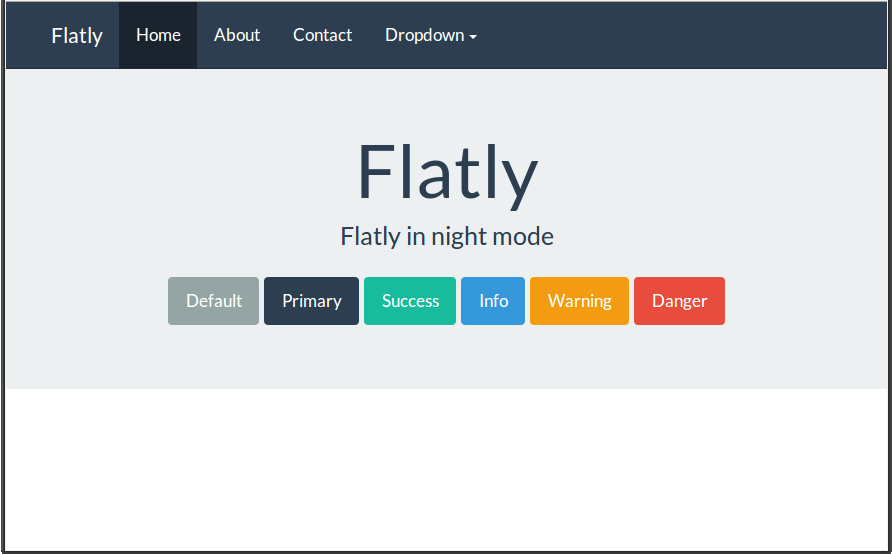 Flatly Home About Contact Dropdown
Flatly
Flatly in night mode
Default Primary Success Info Warning Danger